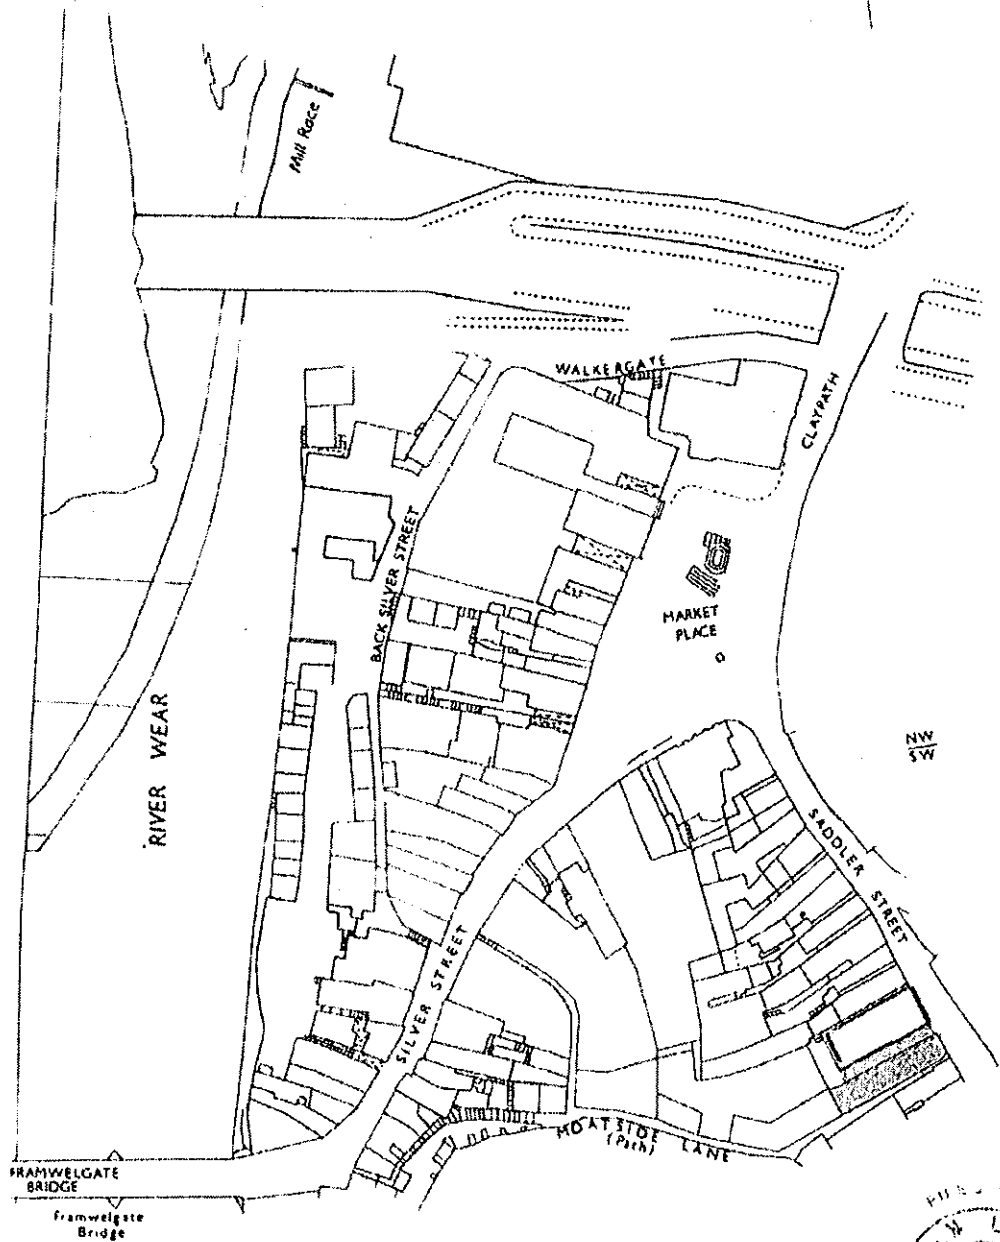 Mill Race
WALKERGATE
CLAYPATH
BACK SILVER STREET
MARKET
PLACE
RIVER WEAR
NW
SW
SADDLER STREET
SILVER STREET
MOATSIDE LANE
(Path)
FRAMWELGATE
BRIDGE
Framwelgate
Bridge